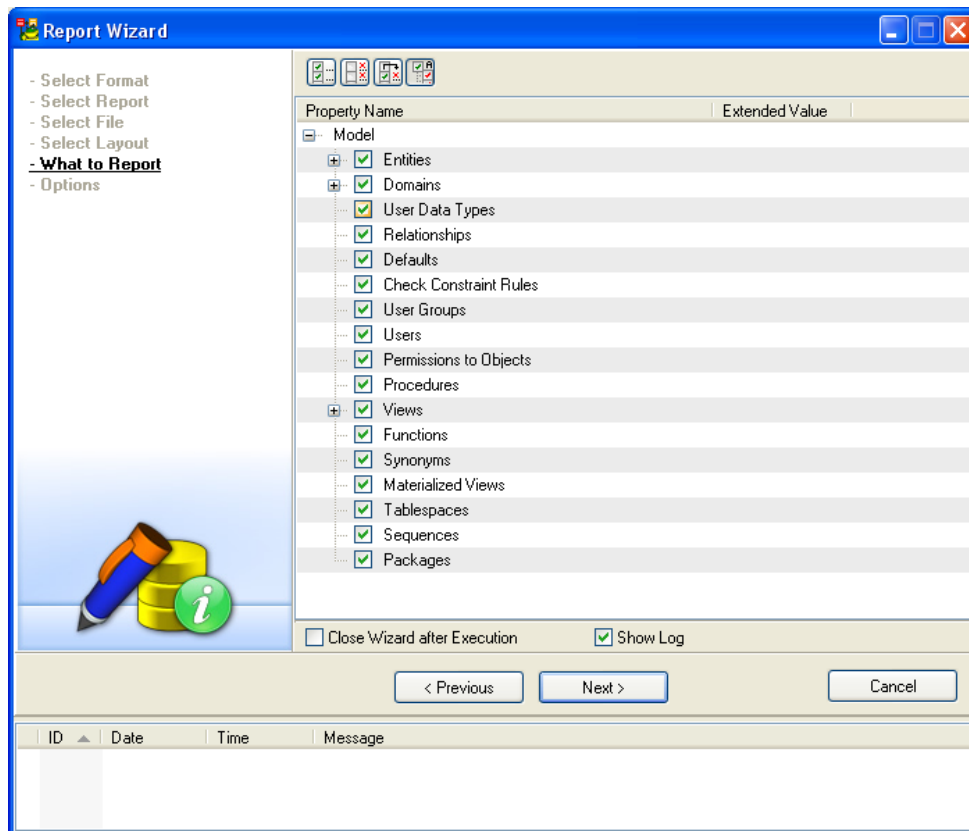 Report Wizard
- Select Format
- Select Report
- Select File
- Select Layout
- What to Report
- Options
Property Name Extended Value
Model
Entities
Domains
User Data Types
Relationships
Defaults
Check Constraint Rules
User Groups
Users
Permissions to Objects
Procedures
Views
Functions
Synonyms
Materialized Views
Tablespaces
Sequences
Packages
Close Wizard after Execution Show Log
< Previous Next > Cancel
ID Date Time Message